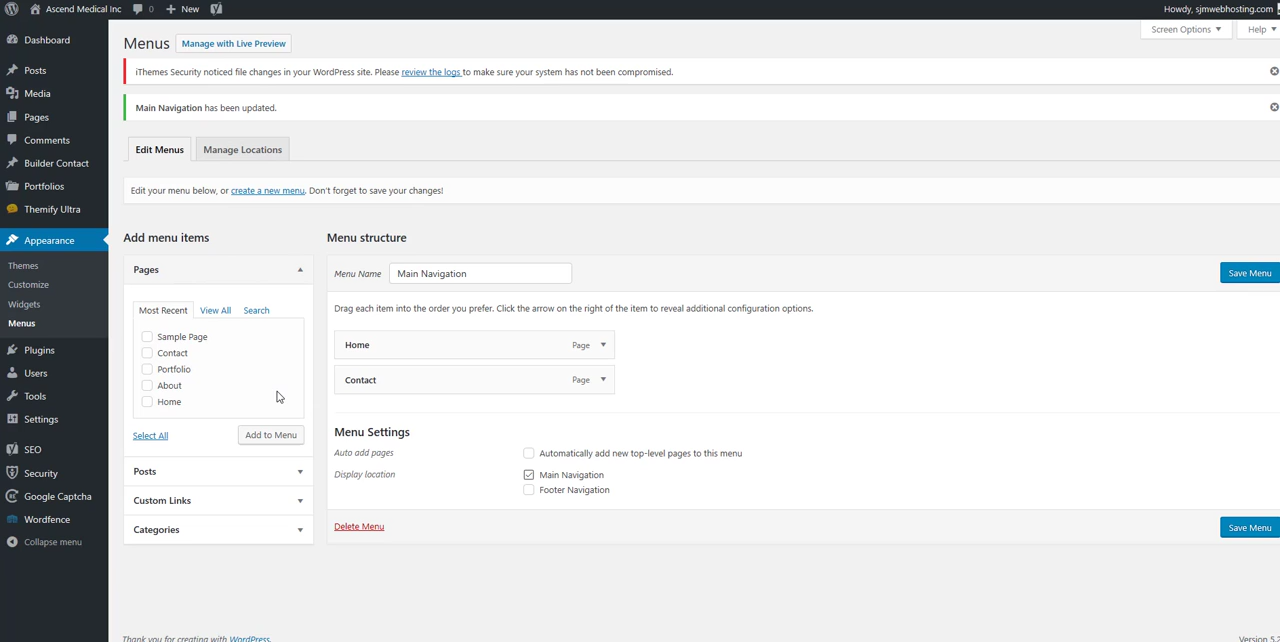 Ascend Medical Inc 0 New Howdy, sjmwebhosting.com
Screen Options Help
Dashboard
Posts
Media
Pages
Comments
Builder Contact
Portfolios
Themify Ultra
Appearance
Themes
Customize
Widgets
Menus
Plugins
Users
Tools
Settings
SEO
Security
Google Captcha
Wordfence
Collapse menu
Menus Manage with Live Preview
iThemes Security noticed file changes in your WordPress site. Please review the logs to make sure your system has not been compromised.
Main Navigation has been updated.
Edit Menus Manage Locations
Edit your menu below, or create a new menu. Don't forget to save your changes!
Add menu items
Pages
Most Recent View All Search
Sample Page
Contact
Portfolio
About
Home
Select All Add to Menu
Posts
Custom Links
Categories
Menu structure
Menu Name Main Navigation Save Menu
Drag each item into the order you prefer. Click the arrow on the right of the item to reveal additional configuration options.
Home Page
Contact Page
Menu Settings
Auto add pages Automatically add new top-level pages to this menu
Display location Main Navigation
Footer Navigation
Delete Menu Save Menu
Thank you for creating with WordPress. Version 5.2